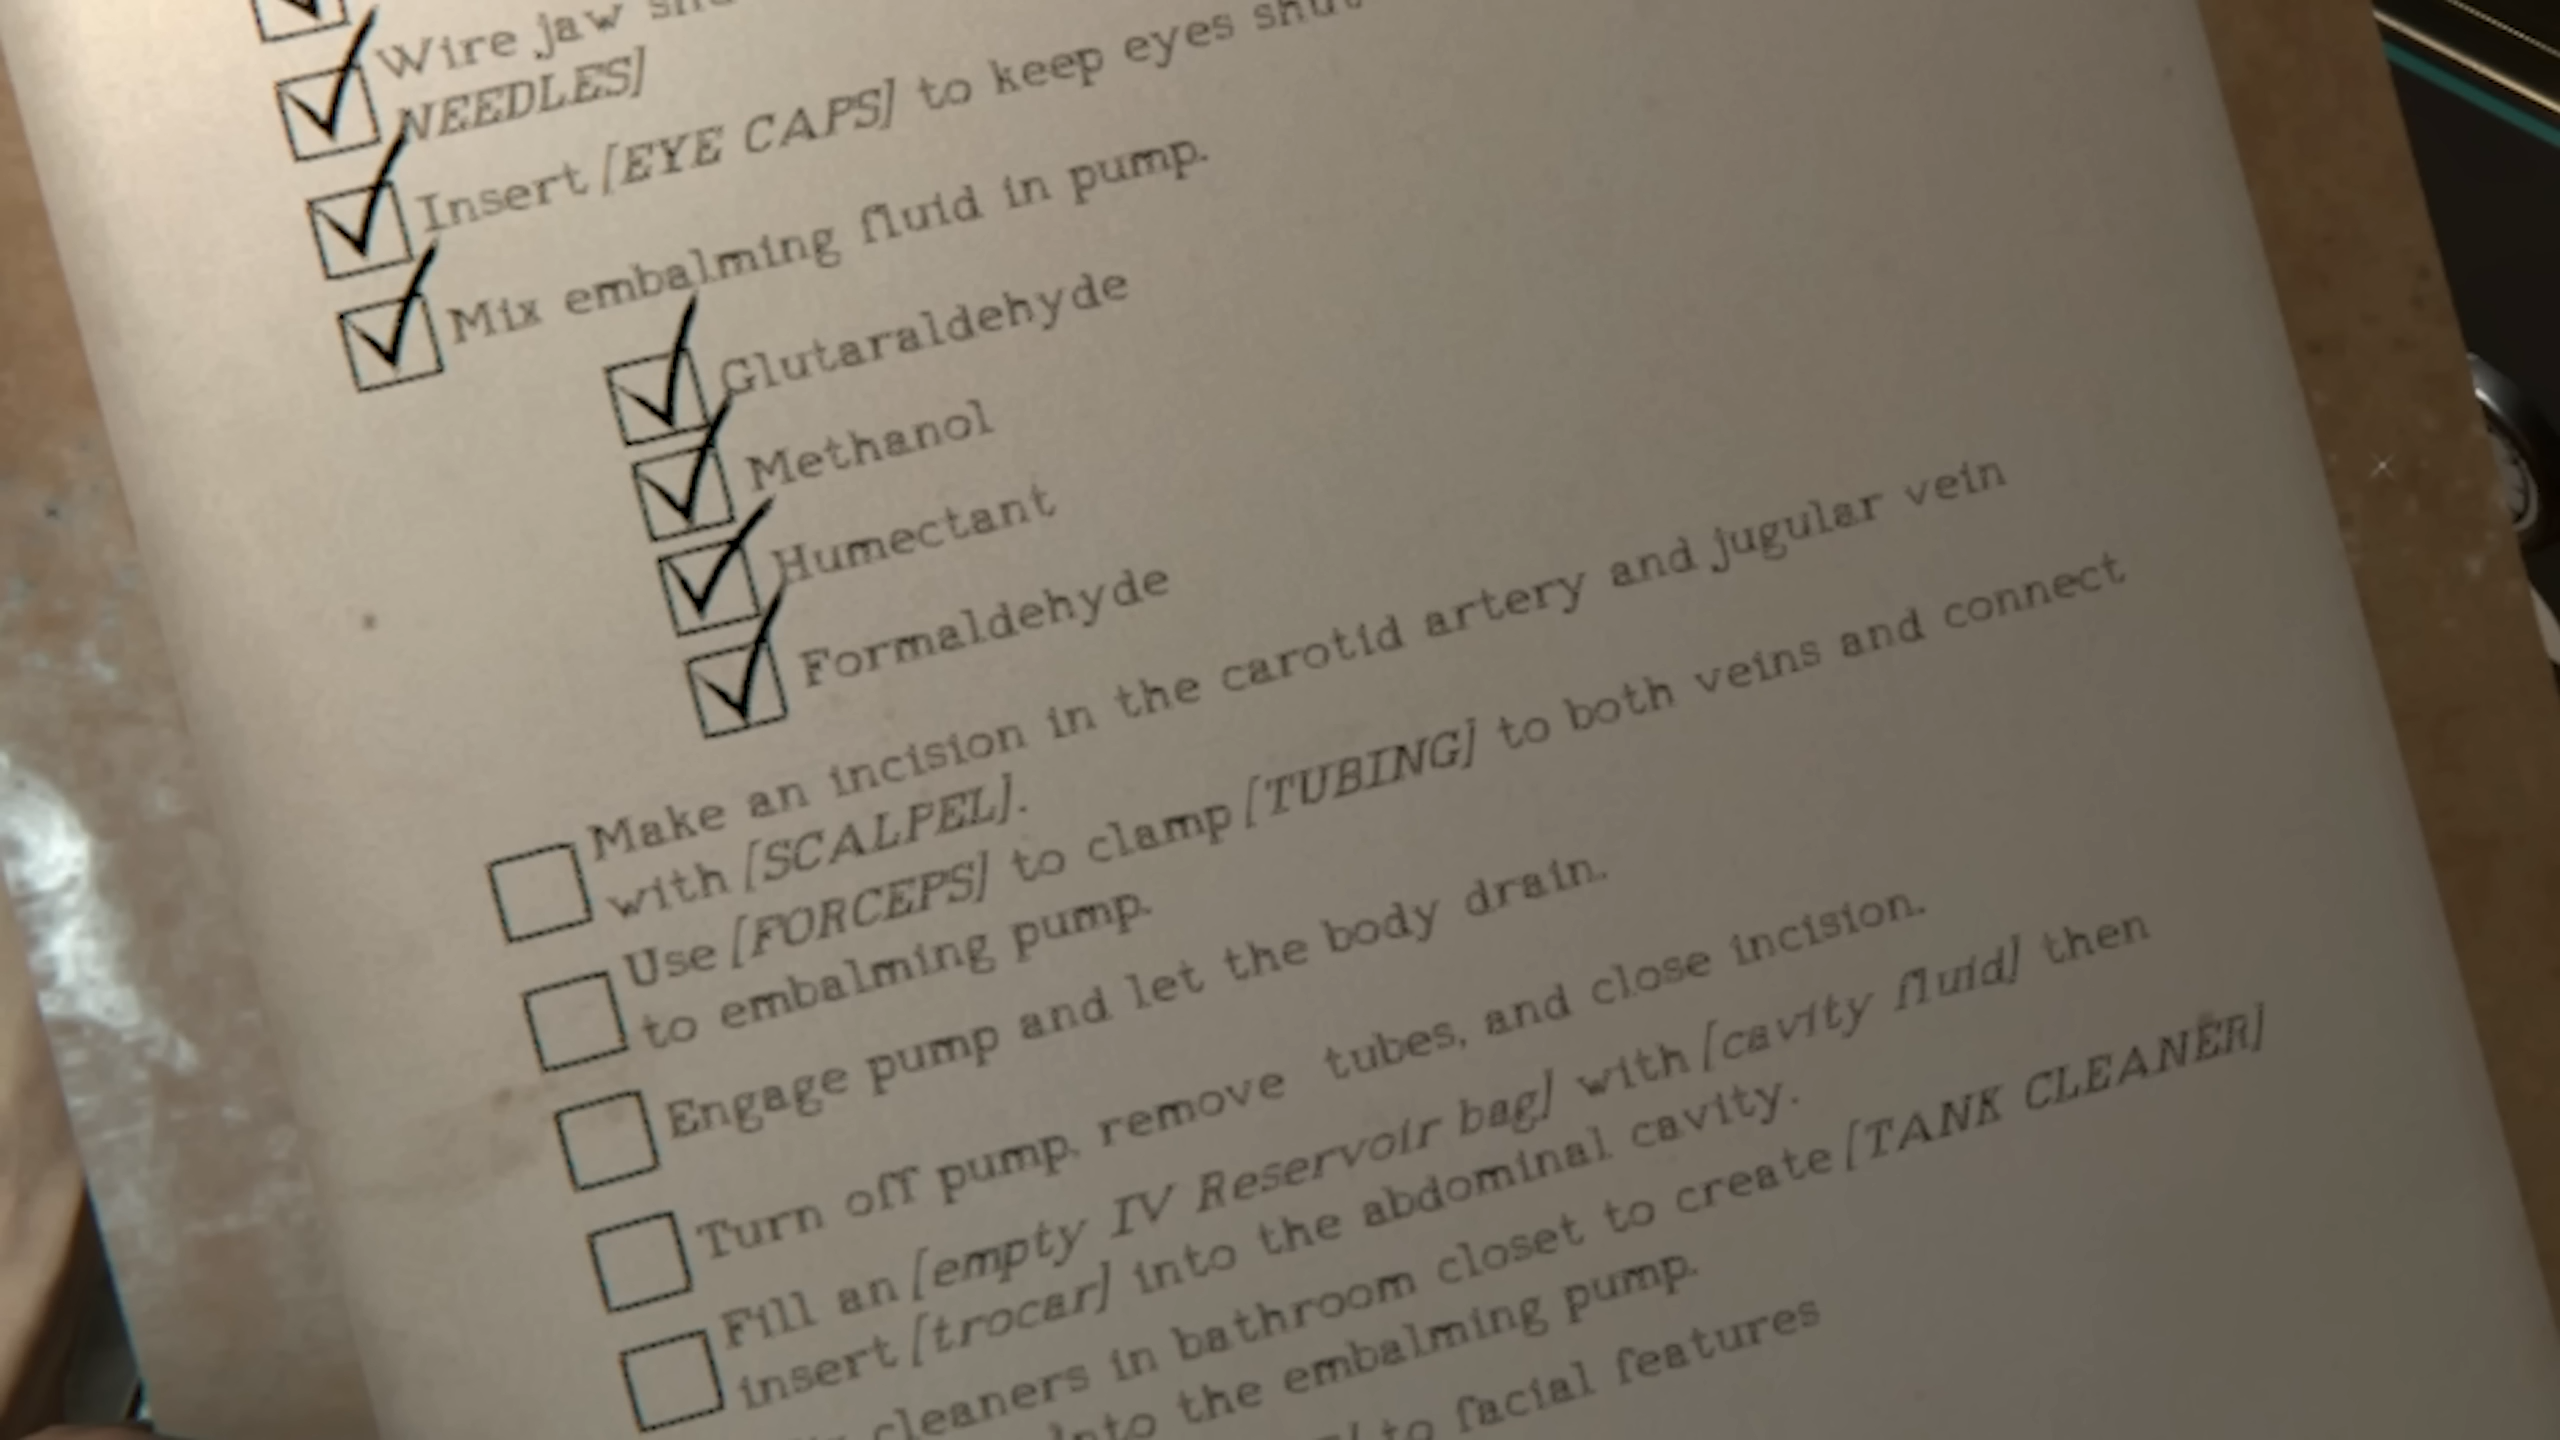 Wire jaw
NEEDLES]
Insert [EYE CAPS] to keep eyes shut
Mix embalming fluid in pump.
Glutaraldehyde
Methanol
Humectant
Formaldehyde
Make an incision in the carotid artery and jugular vein
with [SCALPEL].
Use [FORCEPS] to clamp [TUBING] to both veins and connect
to embalming pump.
Engage pump and let the body drain.
Turn off pump, remove tubes, and close incision.
Fill an [empty IV Reservoir bag] with [cavity fluid] then
insert [trocar] into the abdominal cavity.
cleaners in bathroom closet to create [TANK CLEANER]
into the embalming pump.
to facial features